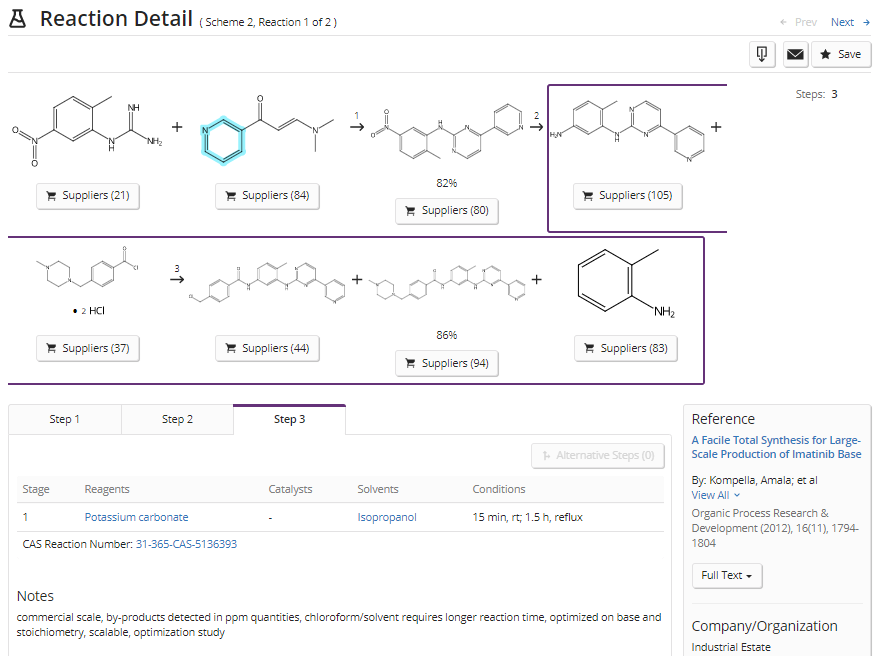 Reaction Detail ( Scheme 2, Reaction 1 of 2 )
← Prev Next →
Save
Steps: 3
NH
O
N
O
N
H
NH₂
+
N
O
N
1
O
N
O
H
N
N
N
N
2
H₂N
N
H
N
N
N
+
Suppliers (21)
Suppliers (84)
82%
Suppliers (80)
Suppliers (105)
N
N
O
Cl
• 2 HCl
3
+
+
NH₂
Suppliers (37)
Suppliers (44)
86%
Suppliers (94)
Suppliers (83)
Step 1 Step 2 Step 3
Alternative Steps (0)
Stage Reagents Catalysts Solvents Conditions
1 Potassium carbonate - Isopropanol 15 min, rt; 1.5 h, reflux
CAS Reaction Number: 31-365-CAS-5136393
Notes
commercial scale, by-products detected in ppm quantities, chloroform/solvent requires longer reaction time, optimized on base and
stoichiometry, scalable, optimization study
Reference
A Facile Total Synthesis for Large-
Scale Production of Imatinib Base
By: Kompella, Amala; et al
View All
Organic Process Research &
Development (2012), 16(11), 1794-
1804
Full Text
Company/Organization
Industrial Estate